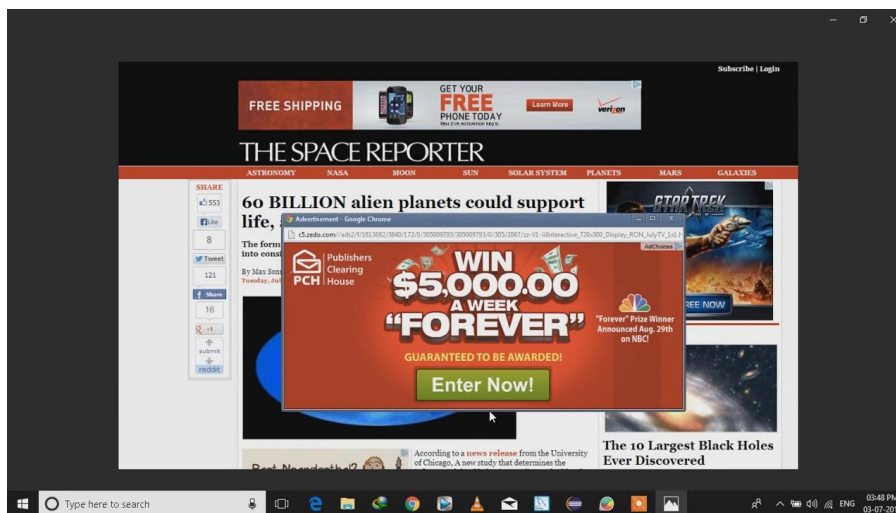 Subscribe | Login
FREE SHIPPING
GET YOUR
FREE
PHONE TODAY
Learn More
verizon
THE SPACE REPORTER
ASTRONOMY NASA MOON SUN SOLAR SYSTEM PLANETS MARS GALAXIES
SHARE
553
Like
8
Tweet
121
Share
16
+1
submit
reddit
60 BILLION alien planets could support
life,
The form
into consi
By Max Son
Tuesday, Jul
Advertisement - Google Chrome
AdChoices
PCH
Publishers
Clearing
House
WIN
$5,000.00
A WEEK
"FOREVER"
GUARANTEED TO BE AWARDED!
Enter Now!
"Forever" Prize Winner
Announced Aug. 29th
on NBC!
STAR TREK
REE NOW
According to a news release from the University
of Chicago, A new study that determines the
The 10 Largest Black Holes
Ever Discovered
Type here to search
ENG
03:48 PM